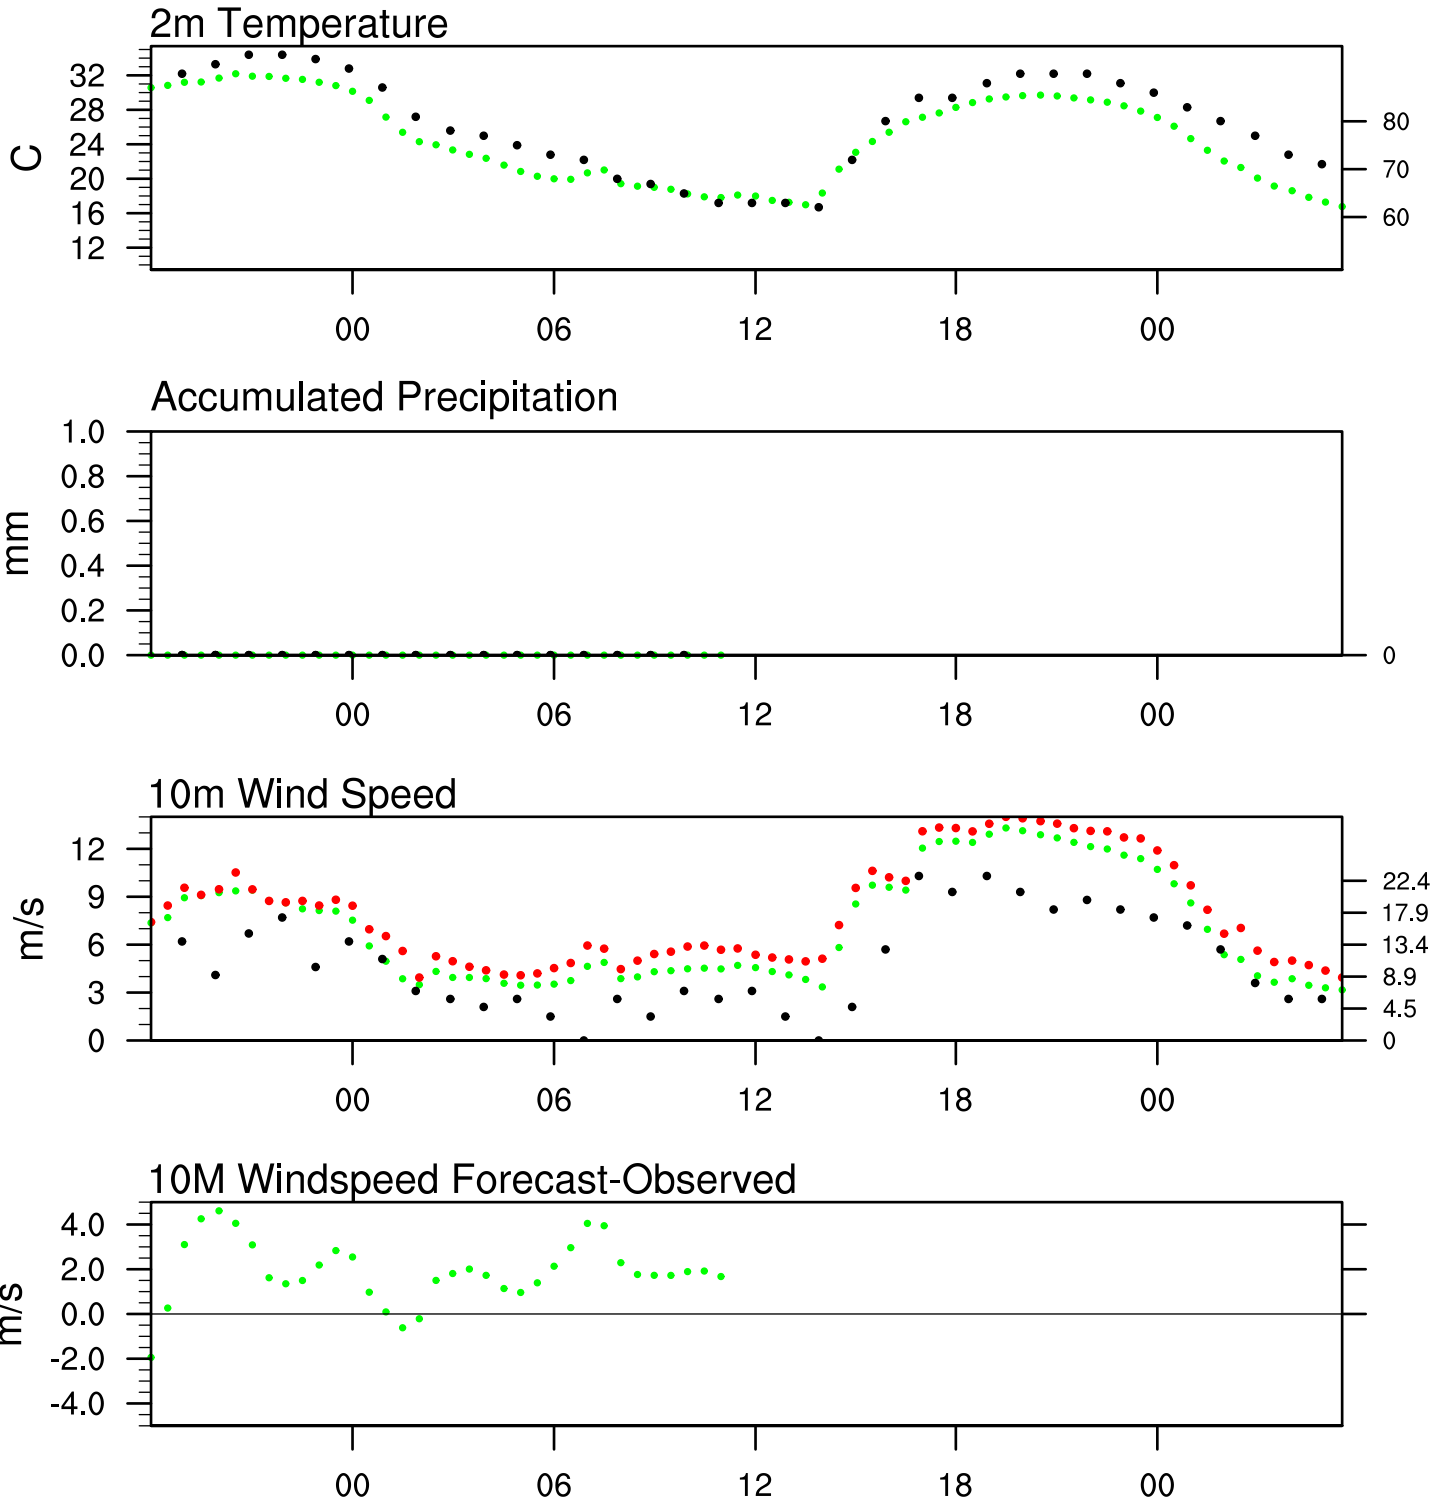 2m Temperature
C
32
28
24
20
16
12
80
70
60
00 06 12 18 00
Accumulated Precipitation
mm
1.0
0.8
0.6
0.4
0.2
0.0
0
00 06 12 18 00
10m Wind Speed
m/s
12
9
6
3
0
22.4
17.9
13.4
8.9
4.5
0
00 06 12 18 00
10M Windspeed Forecast-Observed
m/s
4.0
2.0
0.0
-2.0
-4.0
00 06 12 18 00